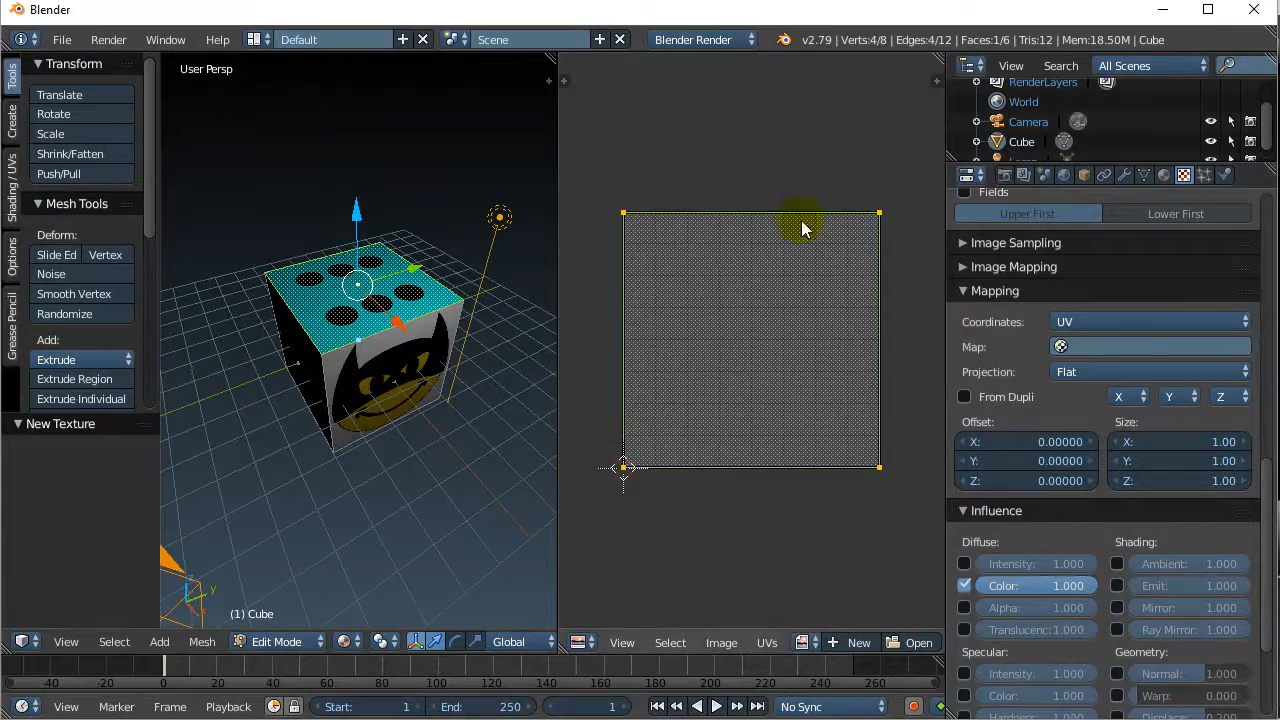 Blender
File Render Window Help Default Scene Blender Render v2.79 | Verts:4/8 | Edges:4/12 | Faces:1/6 | Tris:12 | Mem:18.50M | Cube
Tools
Create
Shading / UVs
Options
Grease Pencil
Transform
Translate
Rotate
Scale
Shrink/Fatten
Push/Pull
Mesh Tools
Deform:
Slide Ed Vertex
Noise
Smooth Vertex
Randomize
Add:
Extrude
Extrude Region
Extrude Individual
New Texture
User Persp
(1) Cube
y
View Select Add Mesh Edit Mode Global
View Select Image UVs New Open
View Search All Scenes
RenderLayers
World
Camera
Cube
Fields
Upper First Lower First
Image Sampling
Image Mapping
Mapping
Coordinates: UV
Map:
Projection: Flat
From Dupli X Y Z
Offset: Size:
X: 0.00000 X: 1.00
Y: 0.00000 Y: 1.00
Z: 0.00000 Z: 1.00
Influence
Diffuse: Shading:
Intensity: 1.000 Ambient: 1.000
Color: 1.000 Emit: 1.000
Alpha: 1.000 Mirror: 1.000
Translucenc: 1.000 Ray Mirror: 1.000
Specular: Geometry:
Intensity: 1.000 Normal: 1.000
Color: 1.000 Warp: 0.000
-40 -20 0 20 40 60 80 100 120 140 160 180 200 220 240 260
View Marker Frame Playback Start: 1 End: 250 1 No Sync